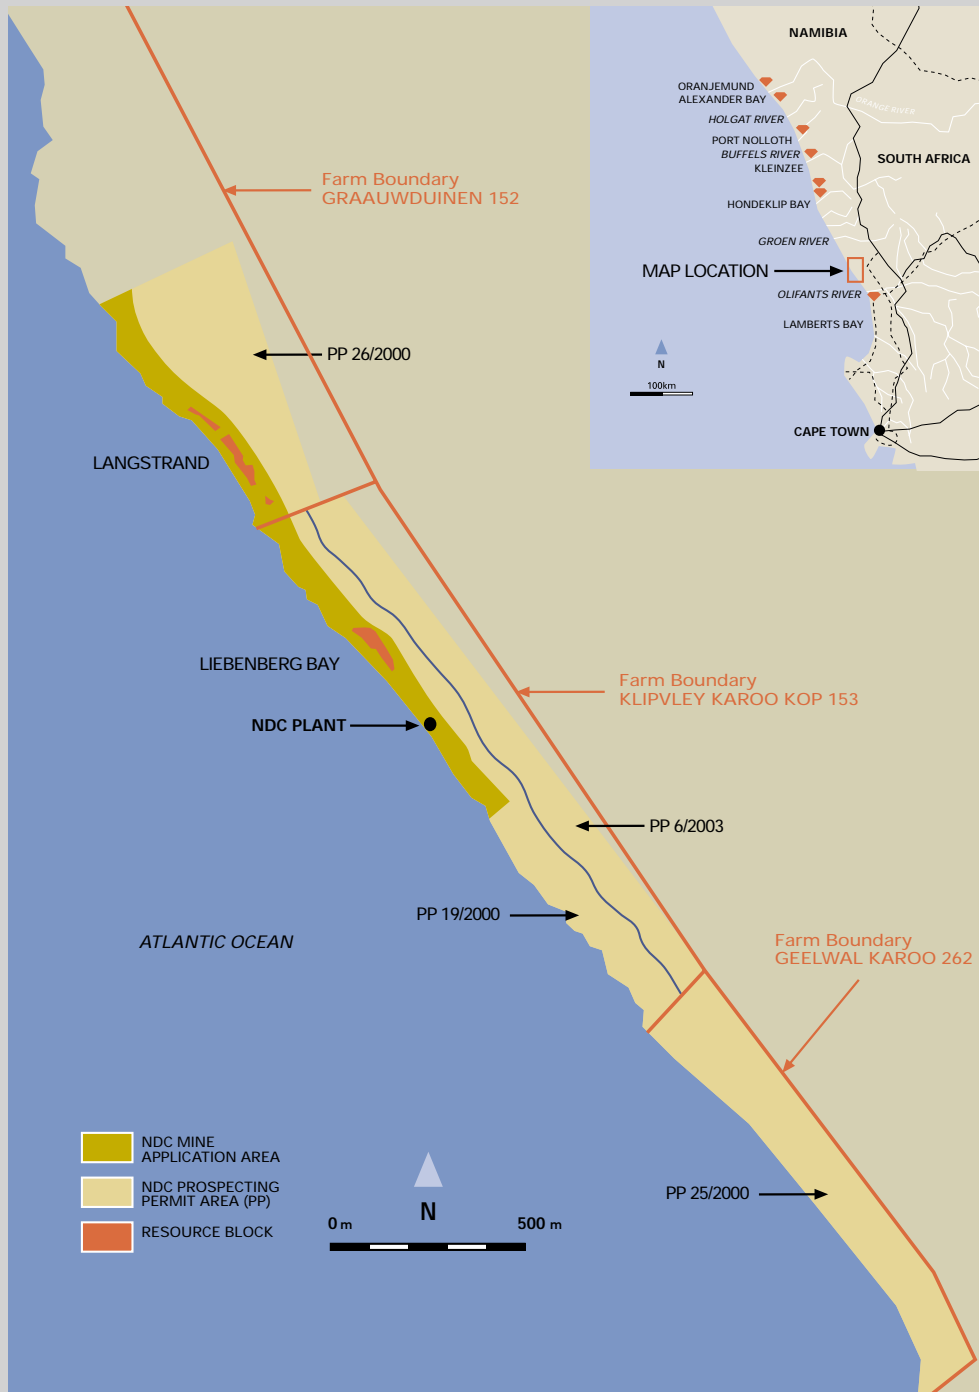 NAMIBIA
ORANJEMUND
ALEXANDER BAY
ORANGE RIVER
HOLGAT RIVER
PORT NOLLOTH
BUFFELS RIVER
KLEINZEE
SOUTH AFRICA
HONDEKLIP BAY
GROEN RIVER
MAP LOCATION
OLIFANTS RIVER
LAMBERTS BAY
N
100km
CAPE TOWN
Farm Boundary
GRAAUWDUINEN 152
PP 26/2000
LANGSTRAND
LIEBENBERG BAY
Farm Boundary
KLIPVLEY KAROO KOP 153
NDC PLANT
PP 6/2003
PP 19/2000
ATLANTIC OCEAN
Farm Boundary
GEELWAL KAROO 262
NDC MINE
APPLICATION AREA
NDC PROSPECTING
PERMIT AREA (PP)
RESOURCE BLOCK
PP 25/2000
N
0 m 500 m